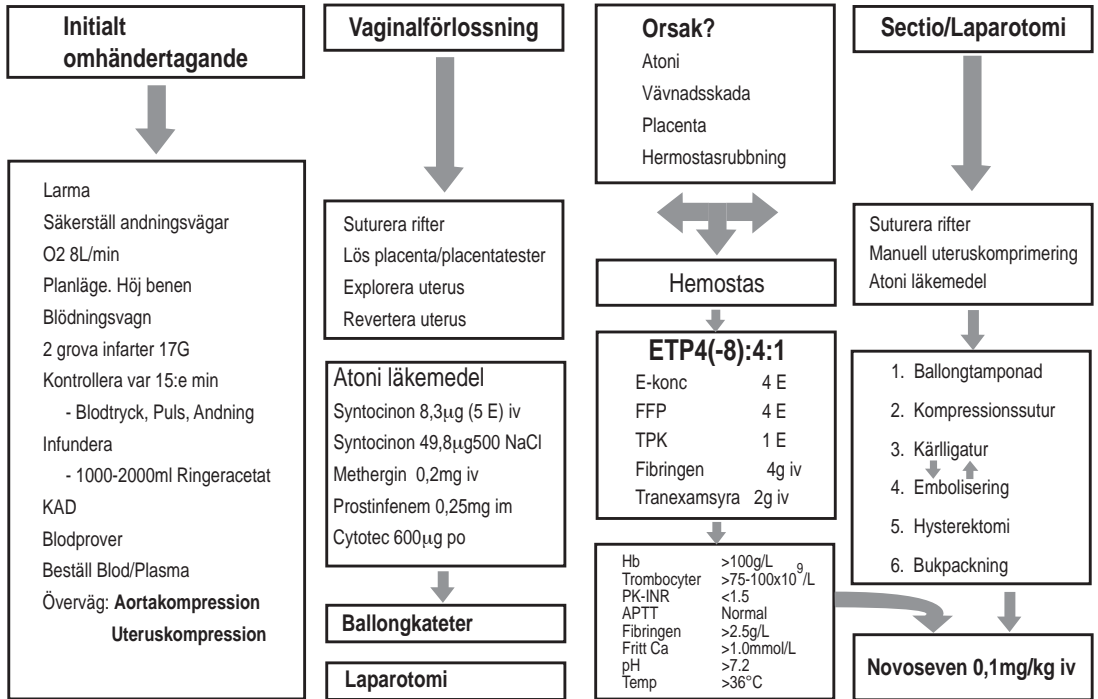 Initialt
omhändertagande
Larma
Säkerställ andningsvägar
O2 8L/min
Planläge. Höj benen
Blödningsvagn
2 grova infarter 17G
Kontrollera var 15:e min
- Blodtryck, Puls, Andning
Infundera
- 1000-2000ml Ringeracetat
KAD
Blodprover
Beställ Blod/Plasma
Överväg: Aortakompression
Uteruskompression
Vaginalförlossning
Suturera rifter
Lös placenta/placentatester
Explorera uterus
Revertera uterus
Atoni läkemedel
Syntocinon 8,3µg (5 E) iv
Syntocinon 49,8µg500 NaCl
Methergin 0,2mg iv
Prostinfenem 0,25mg im
Cytotec 600µg po
Ballongkateter
Laparotomi
Orsak?
Atoni
Vävnadsskada
Placenta
Hermostasrubbning
Hemostas
ETP4(-8):4:1
E-konc 4 E
FFP 4 E
TPK 1 E
Fibringen 4g iv
Tranexamsyra 2g iv
Hb >100g/L
Trombocyter >75-100x10⁹/L
PK-INR <1.5
APTT Normal
Fibringen >2.5g/L
Fritt Ca >1.0mmol/L
pH >7.2
Temp >36°C
Sectio/Laparotomi
Suturera rifter
Manuell uteruskomprimering
Atoni läkemedel
1. Ballongtamponad
2. Kompressionssutur
3. Kärlligatur
4. Embolisering
5. Hysterektomi
6. Bukpackning
Novoseven 0,1mg/kg iv